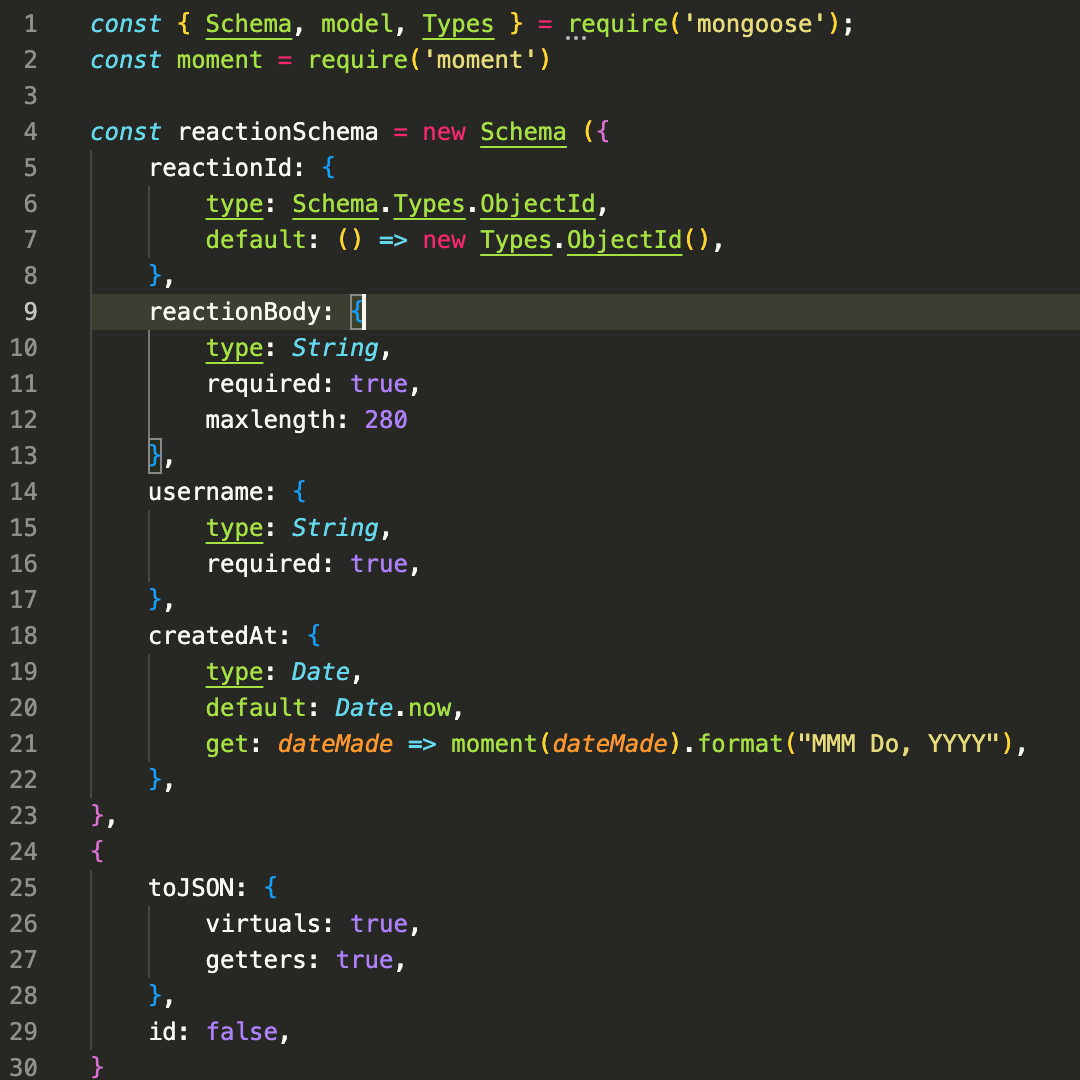 1 const { Schema, model, Types } = require('mongoose');
2 const moment = require('moment')
3
4 const reactionSchema = new Schema ({
5     reactionId: {
6         type: Schema.Types.ObjectId,
7         default: () => new Types.ObjectId(),
8     },
9     reactionBody: {
10         type: String,
11         required: true,
12         maxlength: 280
13     },
14     username: {
15         type: String,
16         required: true,
17     },
18     createdAt: {
19         type: Date,
20         default: Date.now,
21         get: dateMade => moment(dateMade).format("MMM Do, YYYY"),
22     },
23 },
24 {
25     toJSON: {
26         virtuals: true,
27         getters: true,
28     },
29     id: false,
30 }